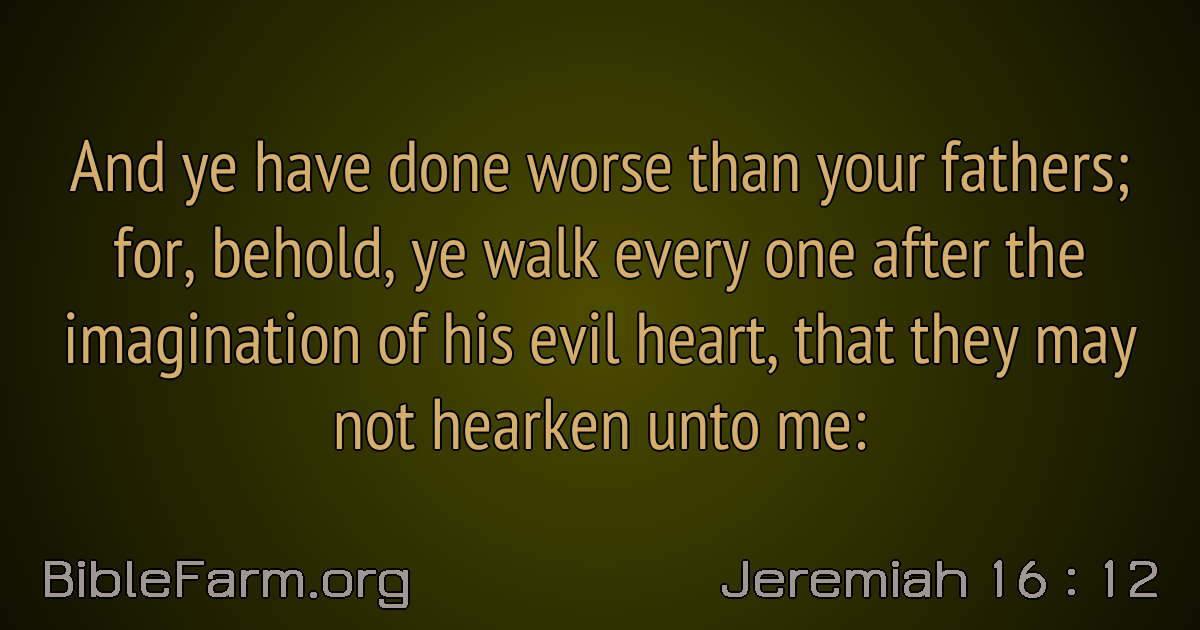 And ye have done worse than your fathers;
for, behold, ye walk every one after the
imagination of his evil heart, that they may
not hearken unto me:
BibleFarm.org
Jeremiah 16 : 12